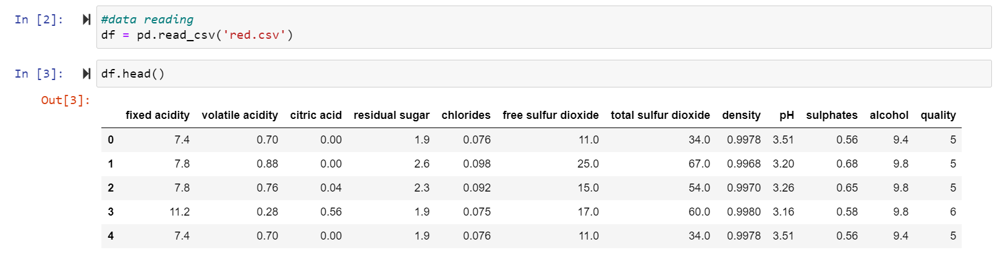 In [2]: #data reading
df = pd.read_csv('red.csv')
In [3]: df.head()
Out[3]:
fixed acidity volatile acidity citric acid residual sugar chlorides free sulfur dioxide total sulfur dioxide density pH sulphates alcohol quality
0 7.4 0.70 0.00 1.9 0.076 11.0 34.0 0.9978 3.51 0.56 9.4 5
1 7.8 0.88 0.00 2.6 0.098 25.0 67.0 0.9968 3.20 0.68 9.8 5
2 7.8 0.76 0.04 2.3 0.092 15.0 54.0 0.9970 3.26 0.65 9.8 5
3 11.2 0.28 0.56 1.9 0.075 17.0 60.0 0.9980 3.16 0.58 9.8 6
4 7.4 0.70 0.00 1.9 0.076 11.0 34.0 0.9978 3.51 0.56 9.4 5